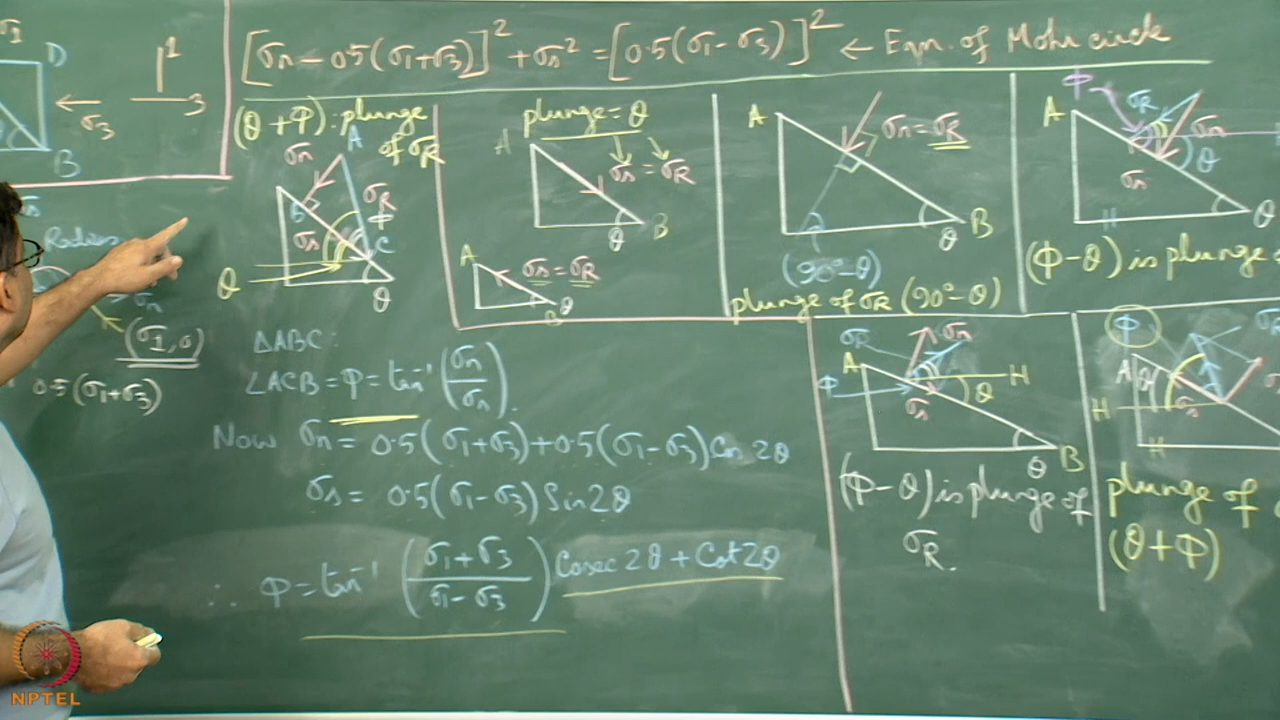 σ1
D
σ3
B
1
3
[σn - 0.5(σ1+σ3)]² + σs² = [0.5(σ1-σ3)]² ← Eqn. of Mohr circle
(θ+φ): plunge of σR
A
σn
σR
b
σs
C
θ
θ
plunge = θ
A
σs = σR
B
θ
A
σs = σR
B
θ
A
σn = σR
B
θ
(90°-θ)
plunge of σR (90°-θ)
φ
A
σR
σn
θ
σs
H
θ
(φ-θ) is plunge
Radius
σn
(σ1,0)
0.5(σ1+σ3)
ΔABC:
∠ACB = φ = tan⁻¹(σn/σs).
Now σn = 0.5(σ1+σ3)+0.5(σ1-σ3)Cos 2θ
σs = 0.5(σ1-σ3) Sin 2θ
∴ φ = tan⁻¹ (σ1+σ3/σ1-σ3) Cosec 2θ + Cot 2θ
σR
σn
A
H
φ
θ
σs
B
θ
(φ-θ) is plunge of
σR.
φ
A
θ
H
σs
H
plunge of
(θ+φ)
NPTEL